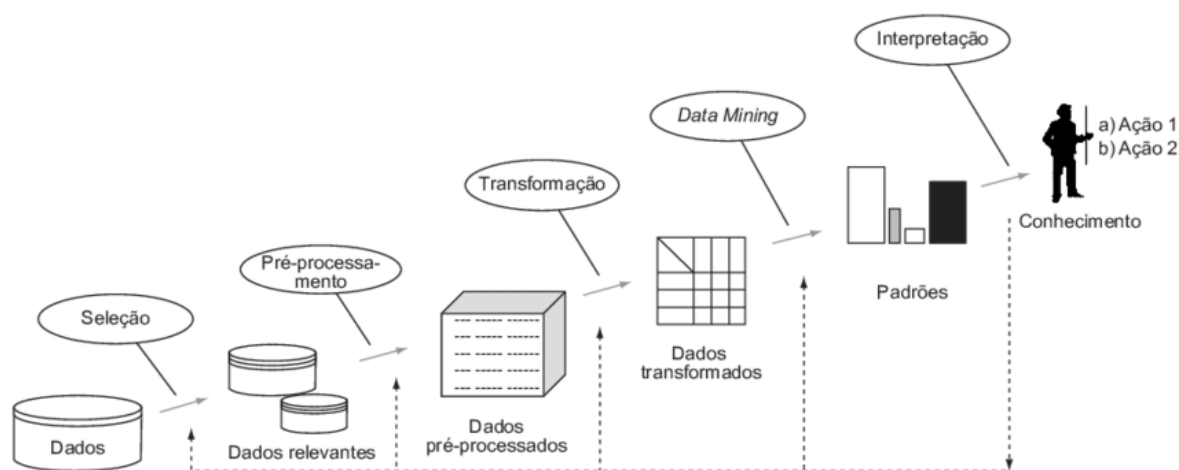 Interpretação
a) Ação 1
b) Ação 2
Data Mining
Conhecimento
Transformação
Pré-processa-
mento
Padrões
Seleção
Dados
transformados
Dados
pré-processados
Dados relevantes
Dados